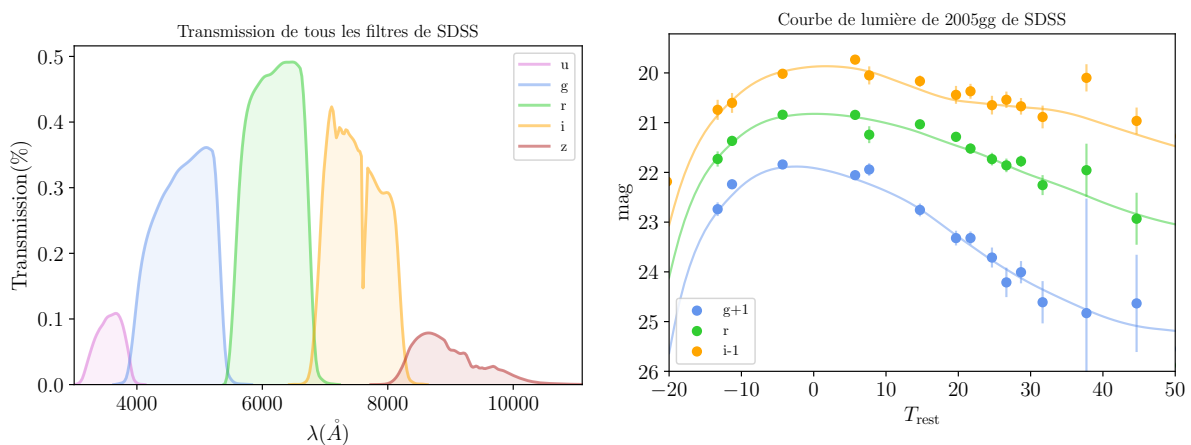 Transmission de tous les filtres de SDSS
Transmission(%)
0.5
0.4
0.3
0.2
0.1
0.0
4000 6000 8000 10000
λ(Å)
u
g
r
i
z
Courbe de lumière de 2005gg de SDSS
mag
20
21
22
23
24
25
26
−20 −10 0 10 20 30 40 50
T_rest
g+1
r
i-1